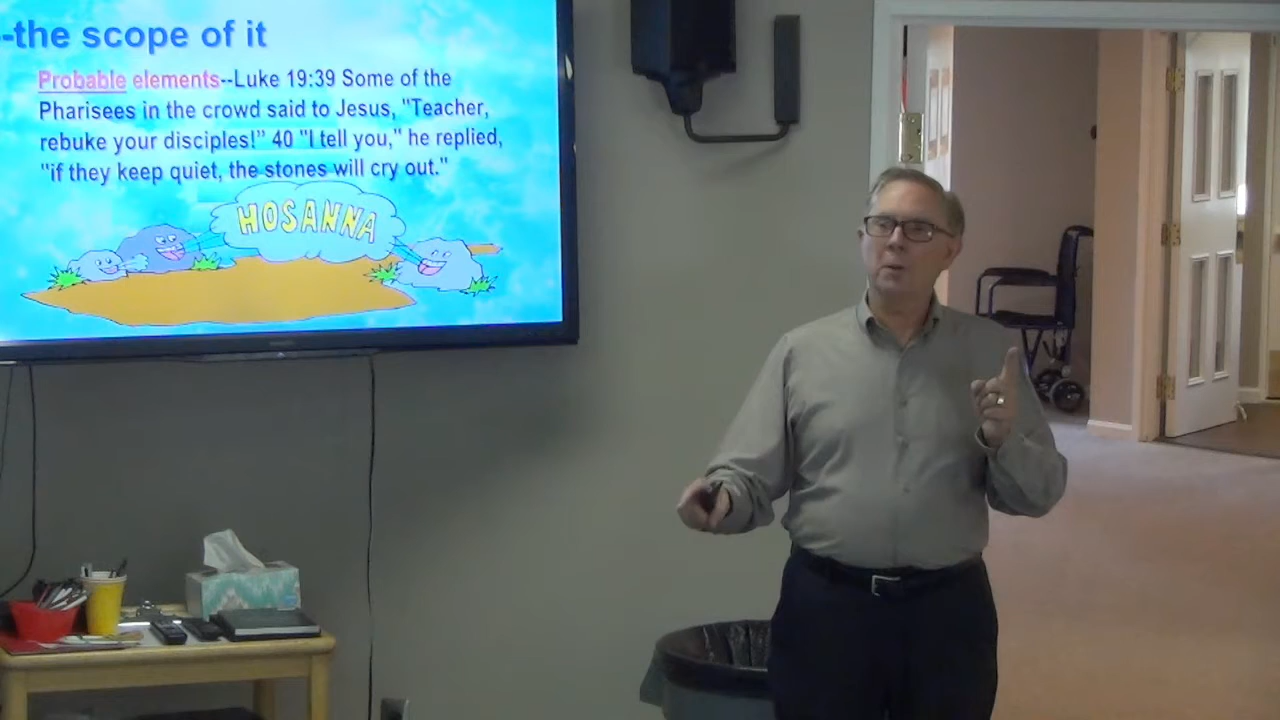 -the scope of it
Probable elements--Luke 19:39 Some of the
Pharisees in the crowd said to Jesus, "Teacher,
rebuke your disciples!” 40 "I tell you," he replied,
"if they keep quiet, the stones will cry out."
HOSANNA